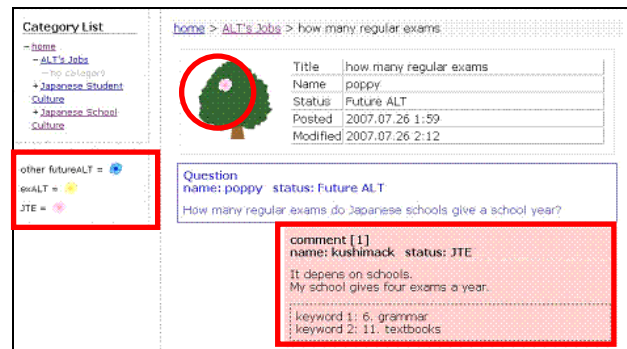 Category List
- home
- ALT's Jobs
- no category
+ Japanese Student
Culture
+ Japanese School
Culture
other futureALT =
exALT =
JTE =
home > ALT's Jobs > how many regular exams
Title how many regular exams
Name poppy
Status Future ALT
Posted 2007.07.26 1:59
Modified 2007.07.26 2:12
Question
name: poppy status: Future ALT
How many regular exams do Japanese schools give a school year?
comment [1]
name: kushimack status: JTE
It depens on schools.
My school gives four exams a year.
keyword 1: 6. grammar
keyword 2: 11. textbooks